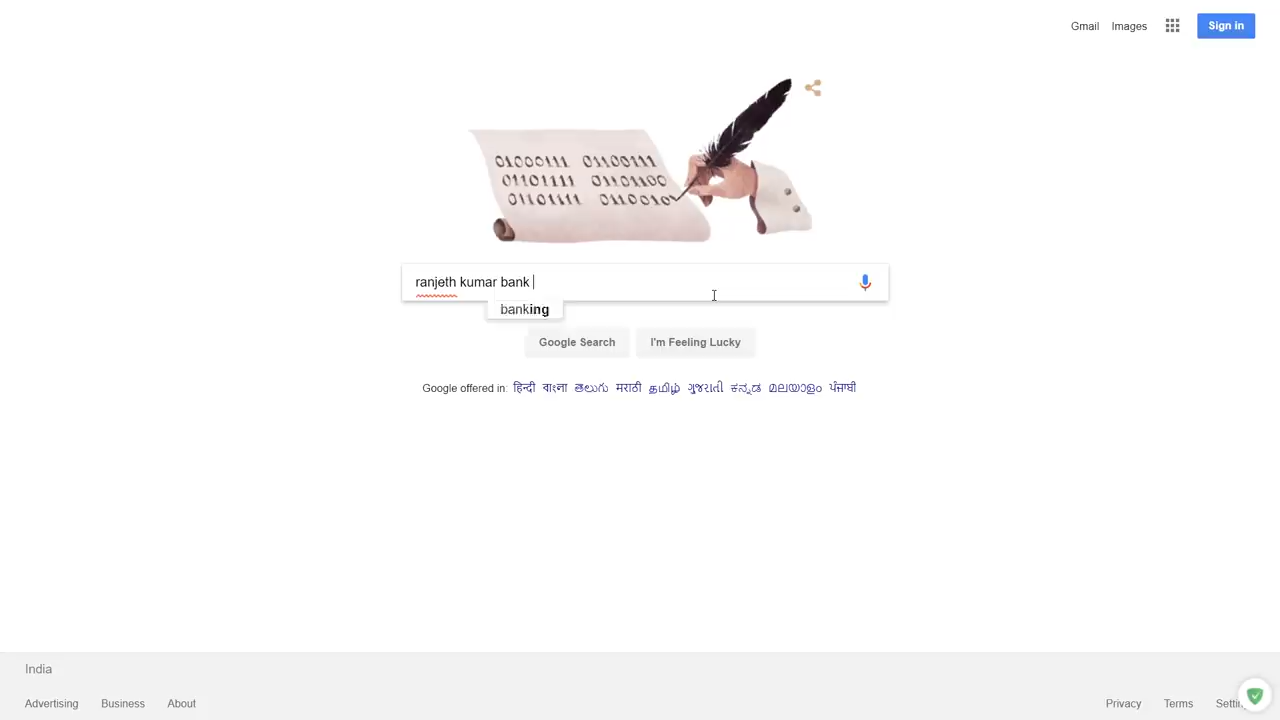 Gmail Images Sign in
01000111 01100111
01101111 01101100
01101111 011001
ranjeth kumar bank
banking
Google Search I'm Feeling Lucky
Google offered in: हिन्दी বাংলা తెలుగు मराठी தமிழ் ગુજરાતી ಕನ್ನಡ മലയാളം ਪੰਜਾਬੀ
India
Advertising Business About Privacy Terms